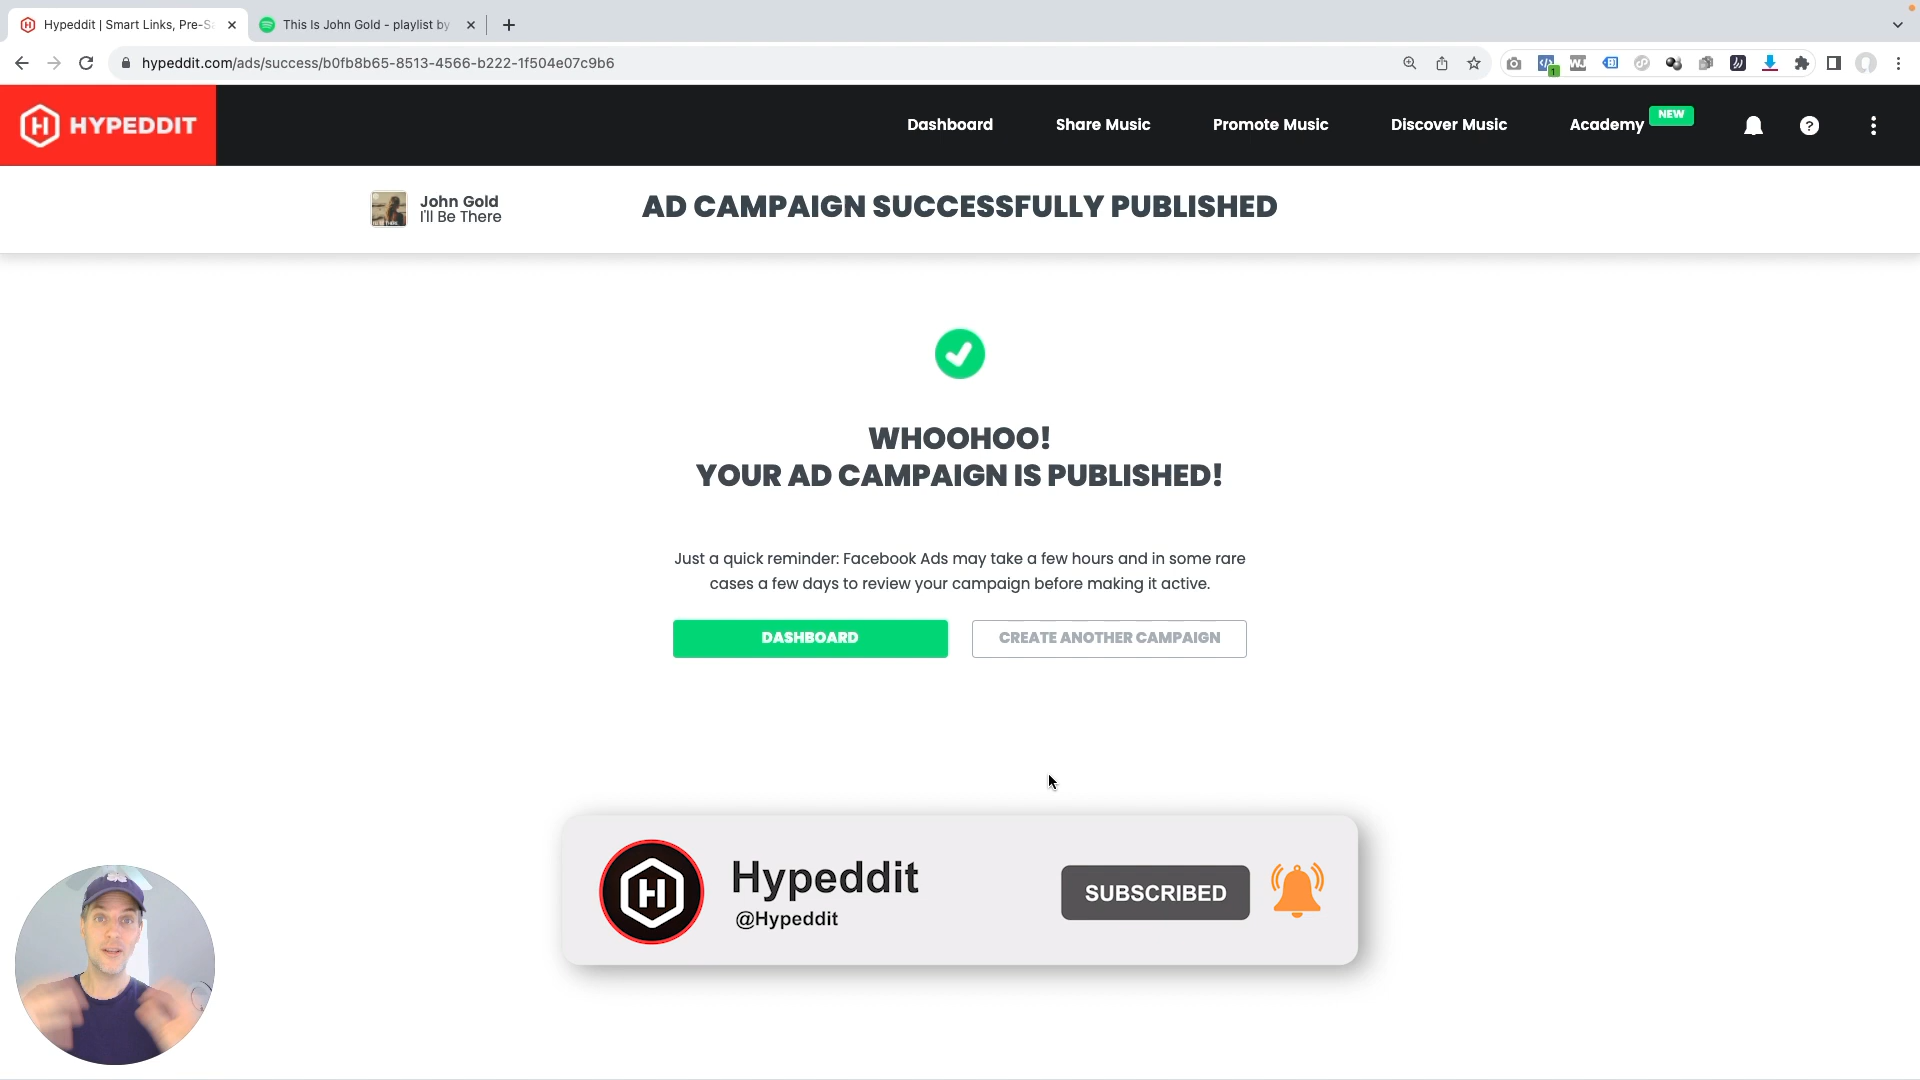 Hypeddit | Smart Links, Pre-S
This Is John Gold - playlist by
hypeddit.com/ads/success/b0fb8b65-8513-4566-b222-1f504e07c9b6
1
HYPEDDIT
Dashboard
Share Music
Promote Music
Discover Music
Academy
NEW
?
John Gold
I'll Be There
AD CAMPAIGN SUCCESSFULLY PUBLISHED
WHOOHOO!
YOUR AD CAMPAIGN IS PUBLISHED!
Just a quick reminder: Facebook Ads may take a few hours and in some rare
cases a few days to review your campaign before making it active.
DASHBOARD
CREATE ANOTHER CAMPAIGN
Hypeddit
@Hypeddit
SUBSCRIBED